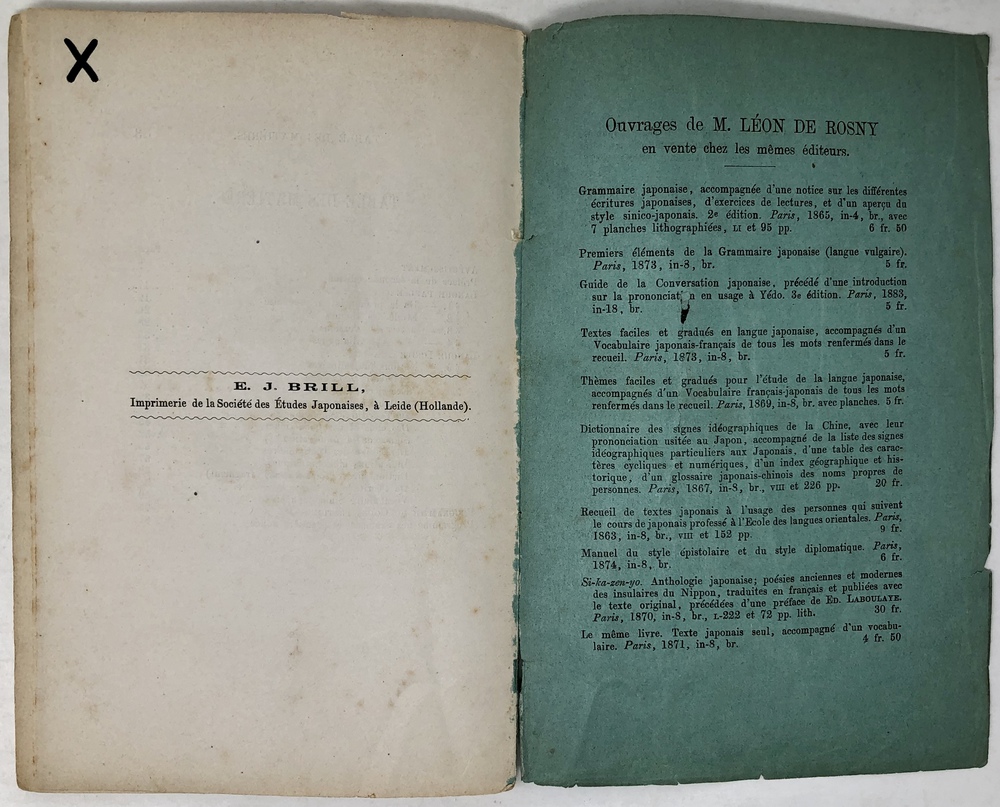 X
E. J. BRILL,
Imprimerie de la Société des Études Japonaises, à Leide (Hollande).
Ouvrages de M. LÉON DE ROSNY
en vente chez les mêmes éditeurs.
Grammaire japonaise, accompagnée d'une notice sur les différentes
écritures japonaises, d'exercices de lectures, et d'un aperçu du
style sinico-japonais. 2e édition. Paris, 1865, in-4, br., avec
7 planches lithographiées, LI et 95 pp. 6 fr. 50
Premiers éléments de la Grammaire japonaise (langue vulgaire).
Paris, 1873, in-8, br. 5 fr.
Guide de la Conversation japonaise, précédé d'une introduction
sur la prononciat n en usage à Yédo. 3e édition. Paris, 1883,
in-18, br. 5 fr.
Textes faciles et gradués en langue japonaise, accompagnés d'un
Vocabulaire japonais-français de tous les mots renfermés dans le
recueil. Paris, 1873, in-8, br. 5 fr.
Thèmes faciles et gradués pour l'étude de la langue japonaise,
accompagnés d'un Vocabulaire français-japonais de tous les mots
renfermés dans le recueil. Paris, 1869, in-8, br. avec planches. 5 fr.
Dictionnaire des signes idéographiques de la Chine, avec leur
prononciation usitée au Japon, accompagné de la liste des signes
idéographiques particuliers aux Japonais, d'une table des carac-
tères cycliques et numériques, d'un index géographique et his-
torique, d'un glossaire japonais-chinois des noms propres de
personnes. Paris, 1867, in-8, br., VIII et 226 pp. 20 fr.
Recueil de textes japonais à l'usage des personnes qui suivent
le cours de japonais professé à l'Ecole des langues orientales. Paris,
1863, in-8, br., VIII et 152 pp. 9 fr.
Manuel du style épistolaire et du style diplomatique. Paris,
1874, in-8, br. 6 fr.
Si-ka-zen-yo. Anthologie japonaise; poésies anciennes et modernes
des insulaires du Nippon, traduites en français et publiées avec
le texte original, précédées d'une préface de ED. LABOULAYE.
Paris, 1870, in-8, br., L-222 et 72 pp. lith. 30 fr.
Le même livre. Texte japonais seul, accompagné d'un vocabu-
laire. Paris, 1871, in-8, br. 4 fr. 50